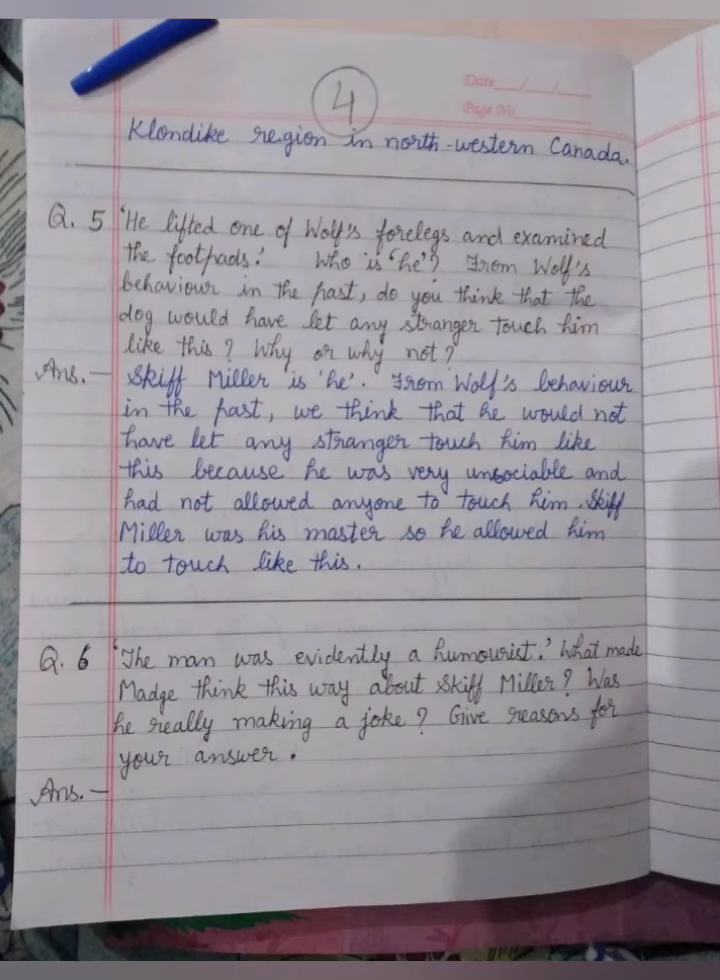 4
Date __/__/__
Page No.
Klondike region in north-western Canada.
Q. 5 'He lifted one of Wolf's forelegs and examined
the footpads.' Who is 'he'? From Wolf's
behaviour in the past, do you think that the
dog would have let any stranger touch him
like this? Why or why not?
Ans. - Skiff Miller is 'he'. From Wolf's behaviour
in the past, we think that he would not
have let any stranger touch him like
this because he was very unsociable and
had not allowed anyone to touch him. Skiff
Miller was his master so he allowed him
to touch like this.
Q. 6 'The man was evidently a humourist.' What made
Madge think this way about Skiff Miller? Was
he really making a joke? Give reasons for
your answer.
Ans. -